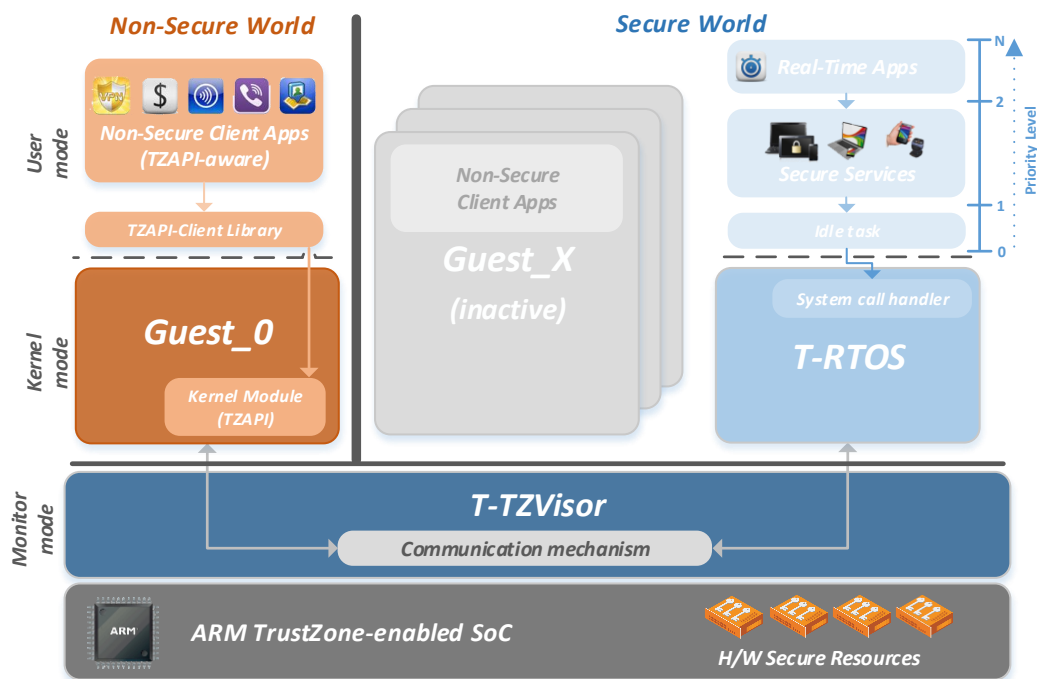 Non-Secure World
Secure World
User
mode
VPN
$
Non-Secure Client Apps
(TZAPI-aware)
TZAPI-Client Library
Non-Secure
Client Apps
Guest_X
(inactive)
Real-Time Apps
Secure Services
Idle task
N
2
1
0
Priority Level
Kernel
mode
Guest_0
Kernel Module
(TZAPI)
System call handler
T-RTOS
Monitor
mode
T-TZVisor
Communication mechanism
ARM
ARM TrustZone-enabled SoC
H/W Secure Resources